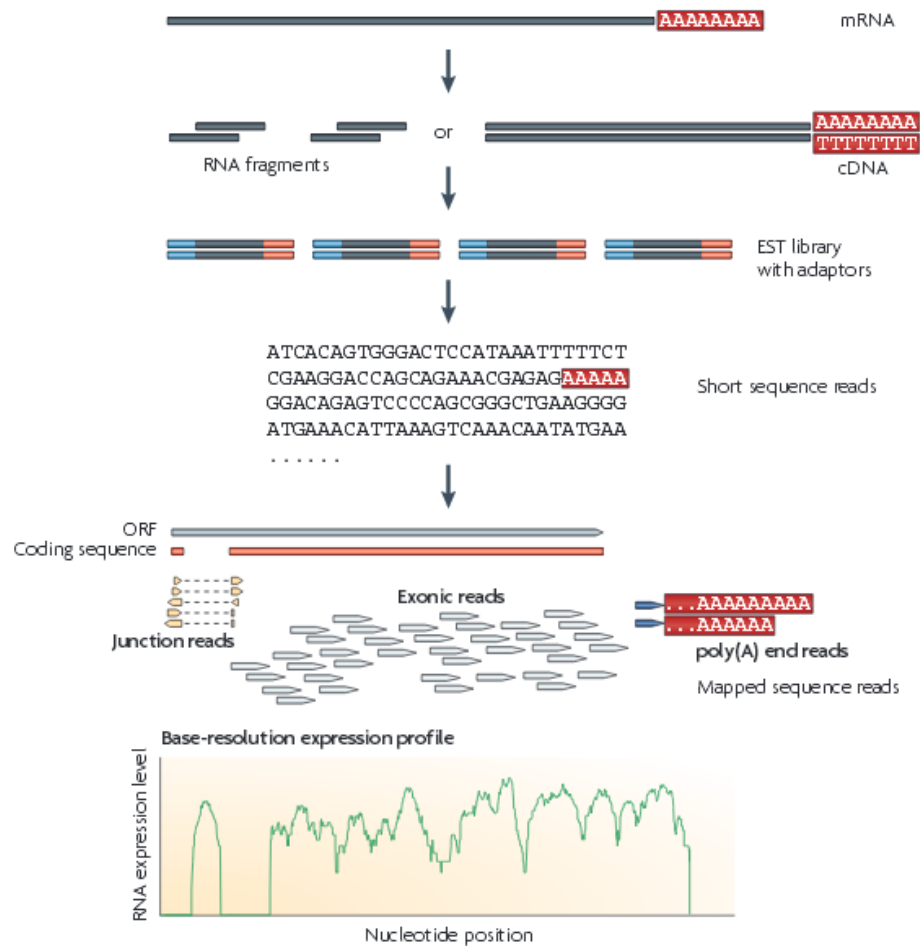 AAAAAAAA
mRNA
AAAAAAAA
or
TTTTTTTT
RNA fragments
cDNA
EST library
with adaptors
ATCACAGTGGGACTCCATAAATTTTTCT
CGAAGGACCAGCAGAAACGAGAGAAAAA
Short sequence reads
GGACAGAGTCCCCAGCGGGCTGAAGGGG
ATGAAACATTAAAGTCAAACAATATGAA
......
ORF
Coding sequence
Exonic reads
...AAAAAAAAA
...AAAAAA
Junction reads
poly(A) end reads
Mapped sequence reads
Base-resolution expression profile
RNA expression level
Nucleotide position